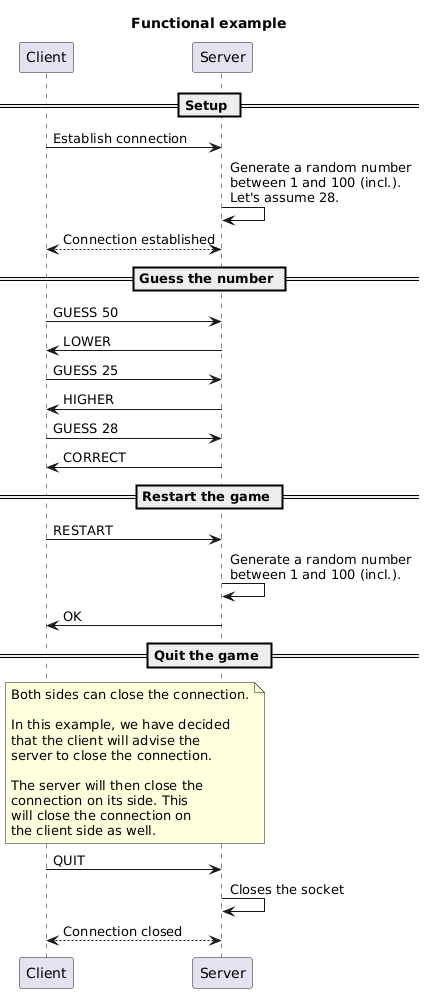 Functional example
Client
Server
Setup
Establish connection
Generate a random number
between 1 and 100 (incl.).
Let's assume 28.
Connection established
Guess the number
GUESS 50
LOWER
GUESS 25
HIGHER
GUESS 28
CORRECT
Restart the game
RESTART
Generate a random number
between 1 and 100 (incl.).
OK
Quit the game
Both sides can close the connection.
In this example, we have decided
that the client will advise the
server to close the connection.
The server will then close the
connection on its side. This
will close the connection on
the client side as well.
QUIT
Closes the socket
Connection closed
Client
Server